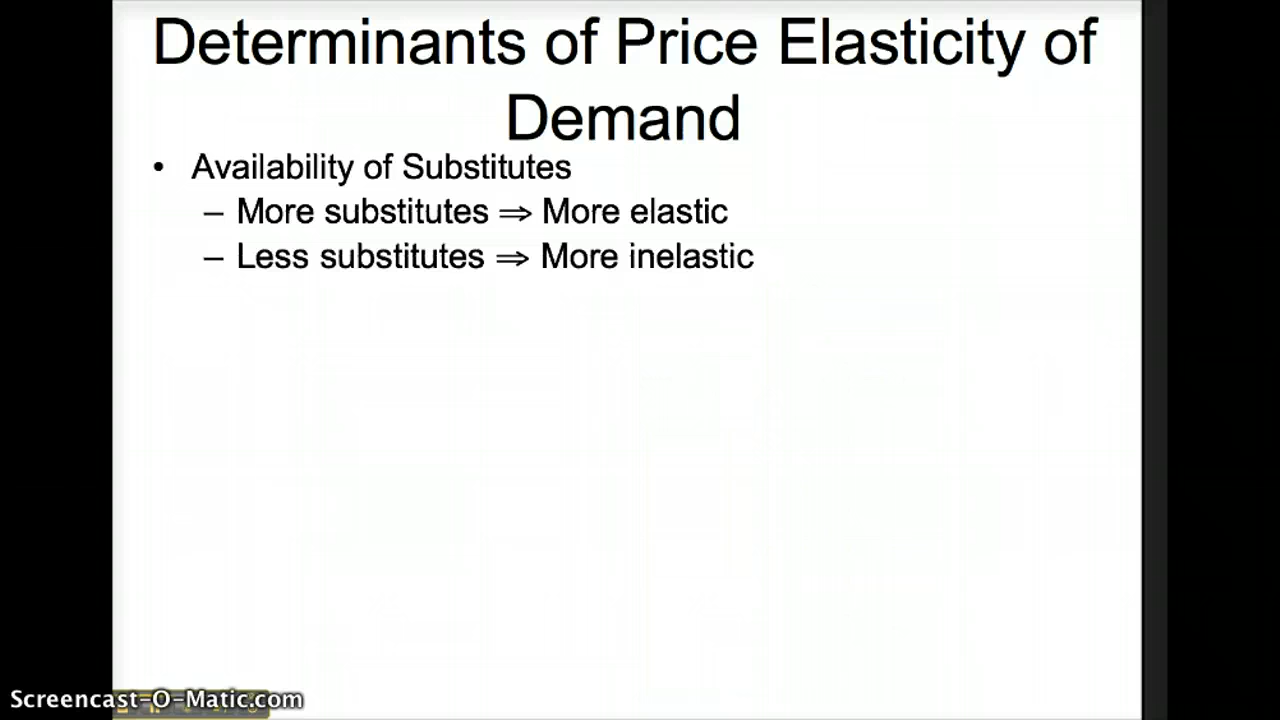 Determinants of Price Elasticity of
Demand
• Availability of Substitutes
– More substitutes ⇒ More elastic
– Less substitutes ⇒ More inelastic
Screencast-O-Matic.com